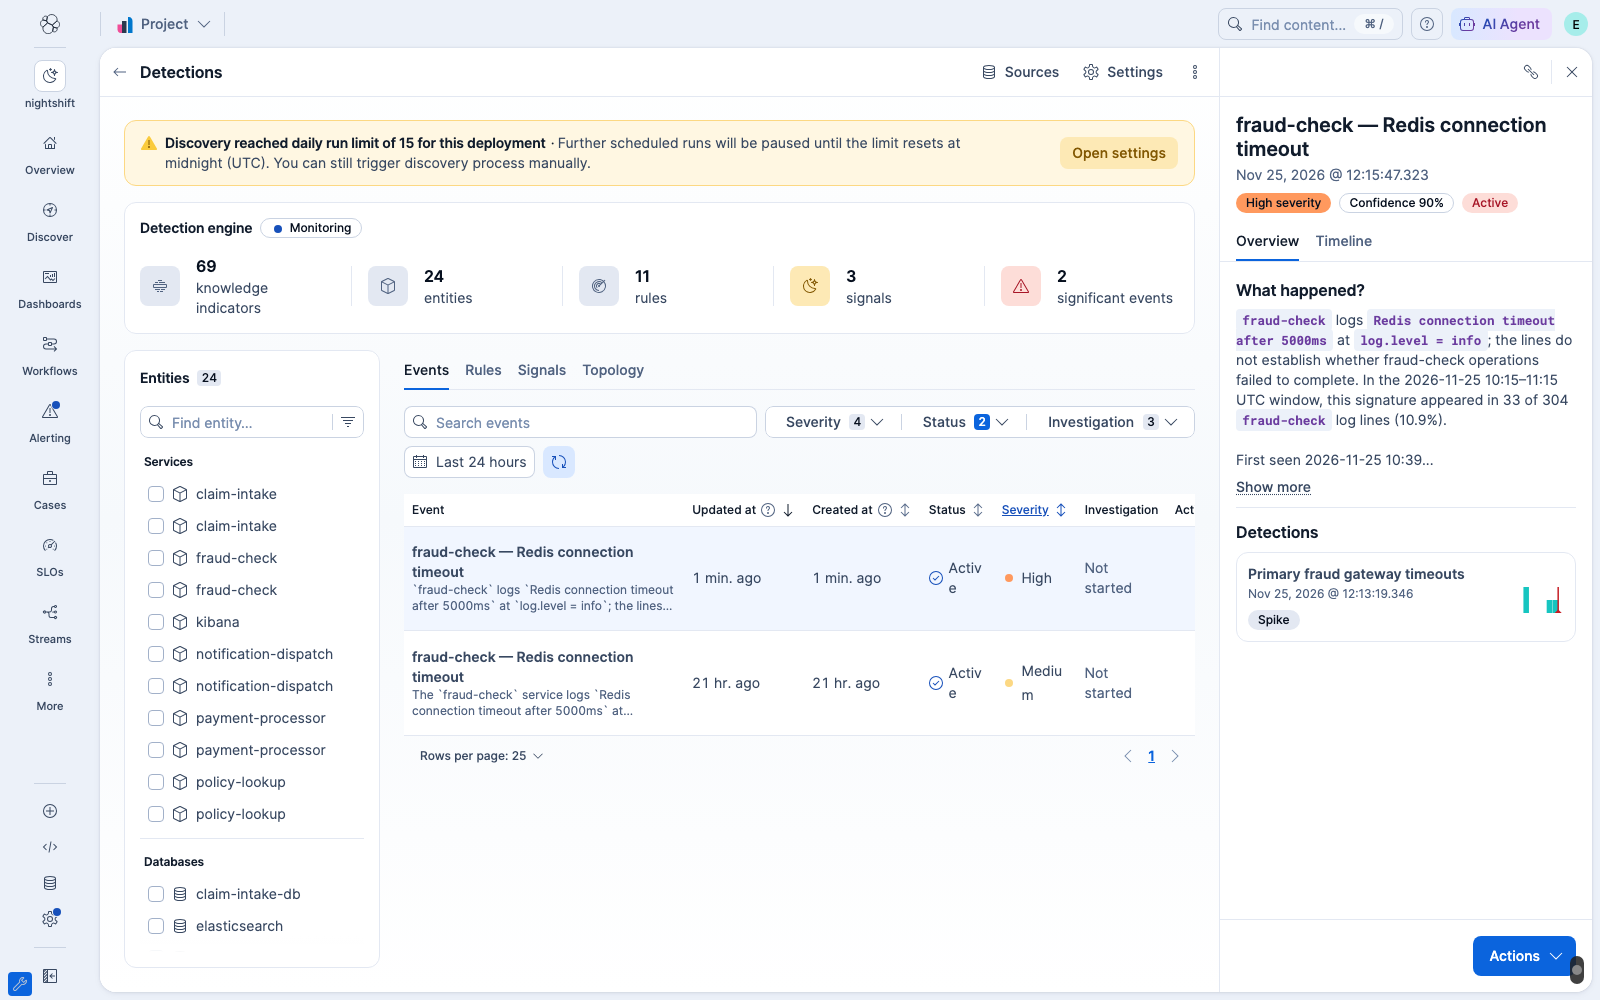 Project
Find content...
⌘ /
AI Agent
E
nightshift
Overview
Discover
Dashboards
Workflows
Alerting
Cases
SLOs
Streams
More
Detections
Sources
Settings
Discovery reached daily run limit of 15 for this deployment · Further scheduled runs will be paused until the limit resets at
midnight (UTC). You can still trigger discovery process manually.
Open settings
Detection engine
Monitoring
69
knowledge
indicators
24
entities
11
rules
3
signals
2
significant events
Entities 24
Find entity...
Services
claim-intake
claim-intake
fraud-check
fraud-check
kibana
notification-dispatch
notification-dispatch
payment-processor
payment-processor
policy-lookup
policy-lookup
Databases
claim-intake-db
elasticsearch
Events Rules Signals Topology
Search events
Severity 4
Status 2
Investigation 3
Last 24 hours
Event Updated at Created at Status Severity Investigation Act
fraud-check — Redis connection
timeout
`fraud-check` logs `Redis connection timeout
after 5000ms` at `log.level = info`; the lines...
1 min. ago
1 min. ago
Activ
e
High
Not
started
fraud-check — Redis connection
timeout
The `fraud-check` service logs `Redis
connection timeout after 5000ms` at...
21 hr. ago
21 hr. ago
Activ
e
Mediu
m
Not
started
Rows per page: 25
1
fraud-check — Redis connection
timeout
Nov 25, 2026 @ 12:15:47.323
High severity
Confidence 90%
Active
Overview Timeline
What happened?
fraud-check logs Redis connection timeout
after 5000ms at log.level = info ; the lines do
not establish whether fraud-check operations
failed to complete. In the 2026-11-25 10:15–11:15
UTC window, this signature appeared in 33 of 304
fraud-check log lines (10.9%).
First seen 2026-11-25 10:39...
Show more
Detections
Primary fraud gateway timeouts
Nov 25, 2026 @ 12:13:19.346
Spike
Actions